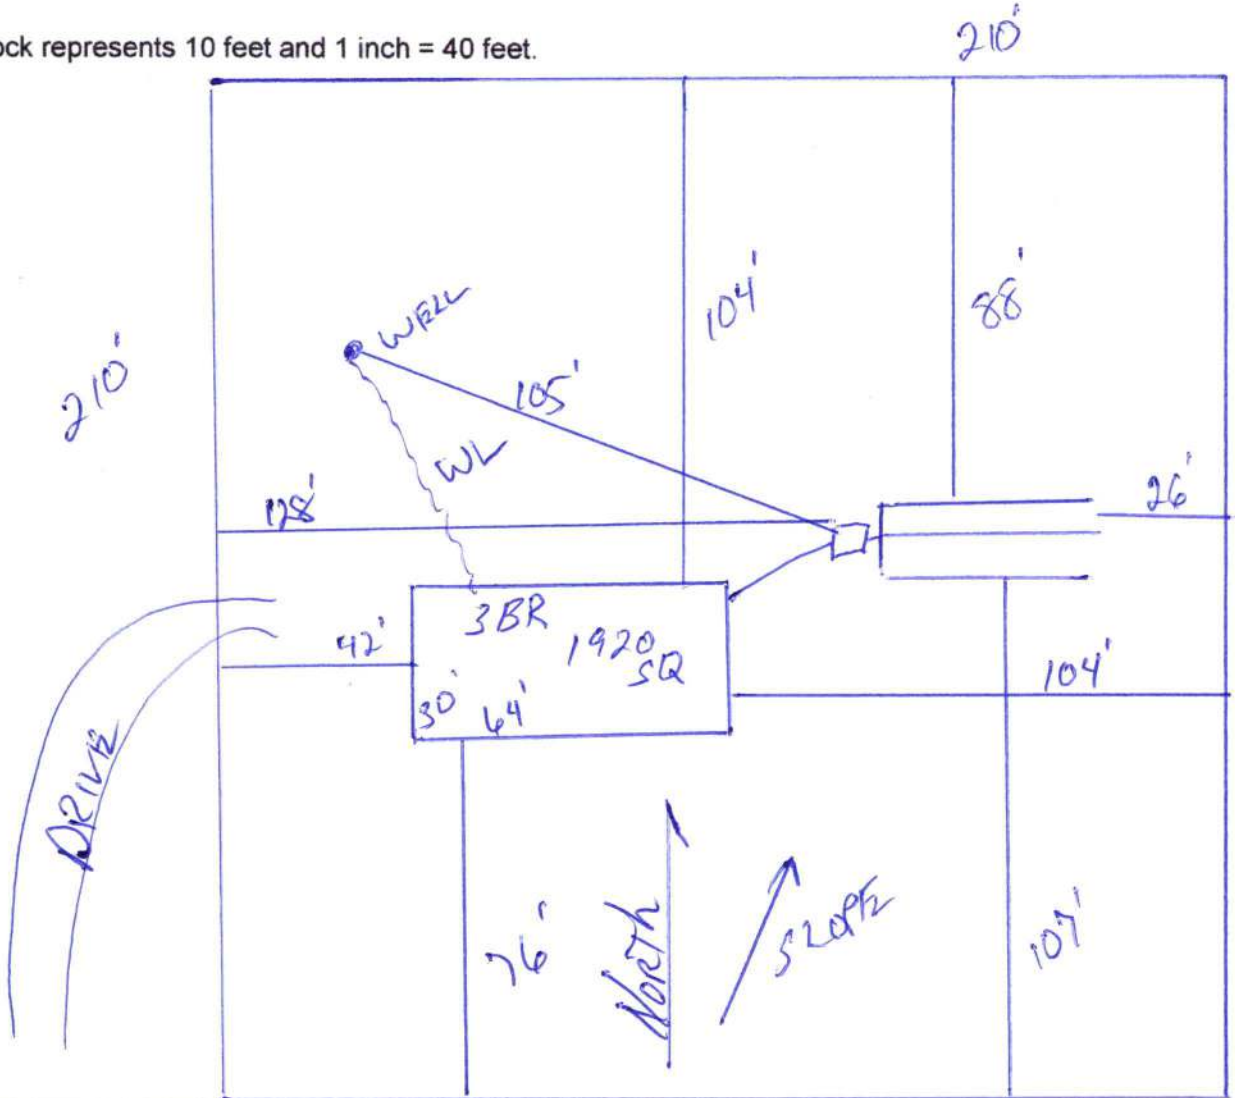 ock represents 10 feet and 1 inch = 40 feet.
210'
210'
WELL
104'
88'
105'
WL
128'
26'
3BR
1920
SQ
42'
30'
64'
104'
DRIVE
76'
North
SLOPE
107'